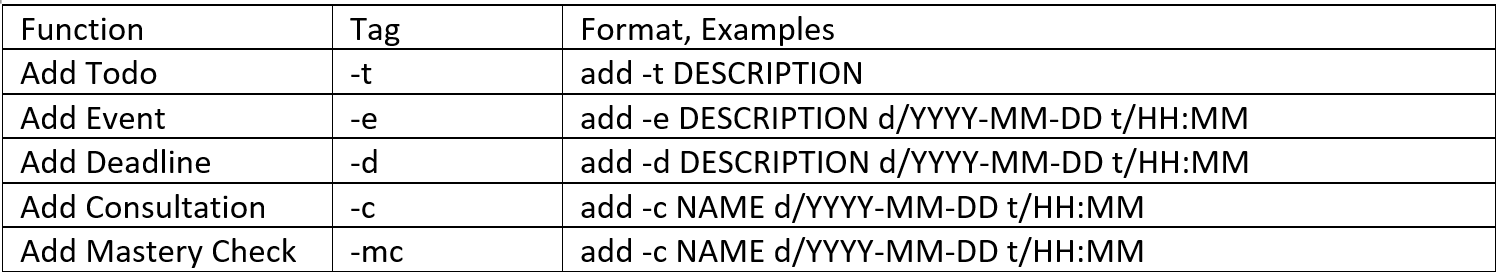 Function Tag Format, Examples
Add Todo -t add -t DESCRIPTION
Add Event -e add -e DESCRIPTION d/YYYY-MM-DD t/HH:MM
Add Deadline -d add -d DESCRIPTION d/YYYY-MM-DD t/HH:MM
Add Consultation -c add -c NAME d/YYYY-MM-DD t/HH:MM
Add Mastery Check -mc add -c NAME d/YYYY-MM-DD t/HH:MM